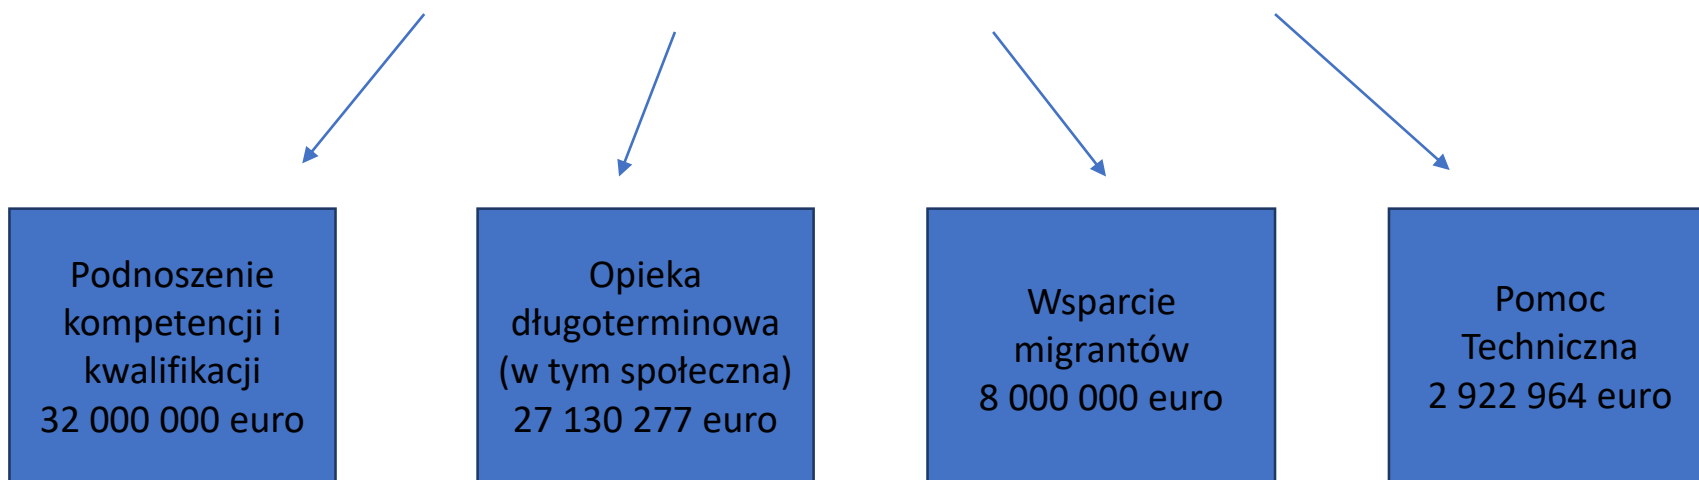 Podnoszenie
kompetencji i
kwalifikacji
32 000 000 euro
Opieka
długoterminowa
(w tym społeczna)
27 130 277 euro
Wsparcie
migrantów
8 000 000 euro
Pomoc
Techniczna
2 922 964 euro